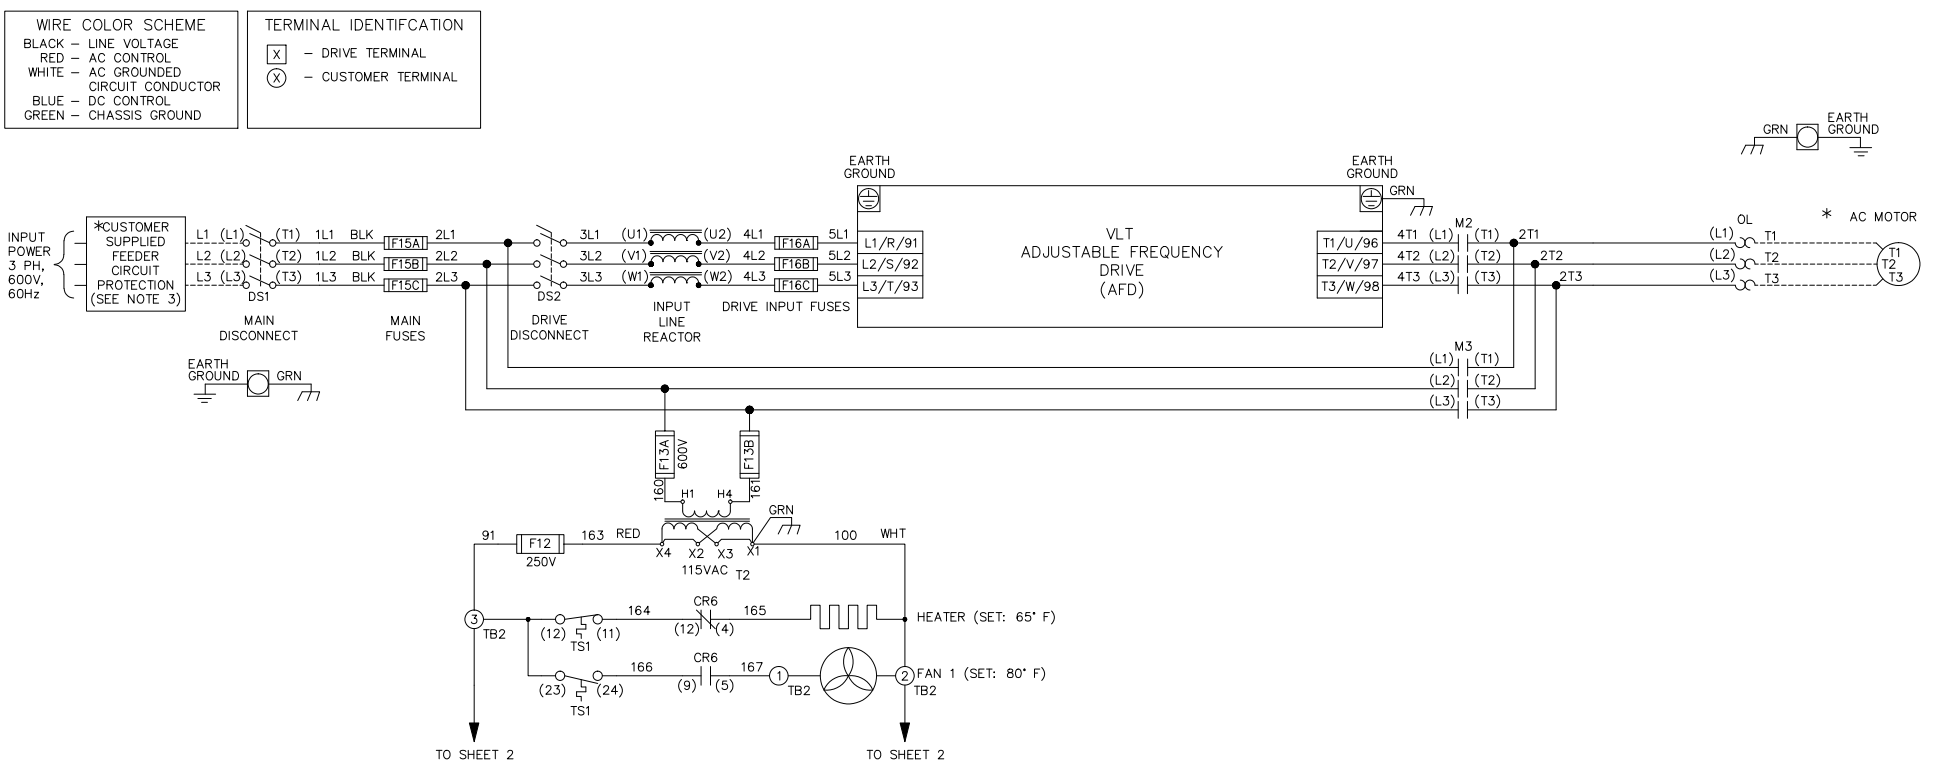 WIRE COLOR SCHEME
BLACK – LINE VOLTAGE
RED – AC CONTROL
WHITE – AC GROUNDED
CIRCUIT CONDUCTOR
BLUE – DC CONTROL
GREEN – CHASSIS GROUND
TERMINAL IDENTIFCATION
X – DRIVE TERMINAL
X – CUSTOMER TERMINAL
GRN
EARTH
GROUND
EARTH
GROUND
EARTH
GROUND
GRN
INPUT
POWER
3 PH,
600V,
60Hz
*CUSTOMER
SUPPLIED
FEEDER
CIRCUIT
PROTECTION
(SEE NOTE 3)
L1 (L1) (T1) 1L1 BLK F15A 2L1 3L1 (U1) (U2) 4L1 F16A 5L1 L1/R/91
L2 (L2) (T2) 1L2 BLK F15B 2L2 3L2 (V1) (V2) 4L2 F16B 5L2 L2/S/92
L3 (L3) (T3) 1L3 BLK F15C 2L3 3L3 (W1) (W2) 4L3 F16C 5L3 L3/T/93
DS1
DS2
MAIN
DISCONNECT
MAIN
FUSES
DRIVE
DISCONNECT
INPUT
LINE
REACTOR
DRIVE INPUT FUSES
VLT
ADJUSTABLE FREQUENCY
DRIVE
(AFD)
M2
OL
* AC MOTOR
T1/U/96 4T1 (L1) (T1) 2T1 (L1) T1
T2/V/97 4T2 (L2) (T2) 2T2 (L2) T2
T3/W/98 4T3 (L3) (T3) 2T3 (L3) T3
T1
T2
T3
EARTH
GROUND
GRN
M3
(L1) (T1)
(L2) (T2)
(L3) (T3)
F13A
600V
F13B
160
161
H1 H4
GRN
91 F12 163 RED
250V
X4 X2 X3 X1
100 WHT
115VAC T2
3
TB2
(12) (11)
TS1
164
CR6
(12) (4)
165
HEATER (SET: 65° F)
(23) (24)
TS1
166
CR6
(9) (5)
167
1
TB2
2
TB2
FAN 1 (SET: 80° F)
TO SHEET 2
TO SHEET 2